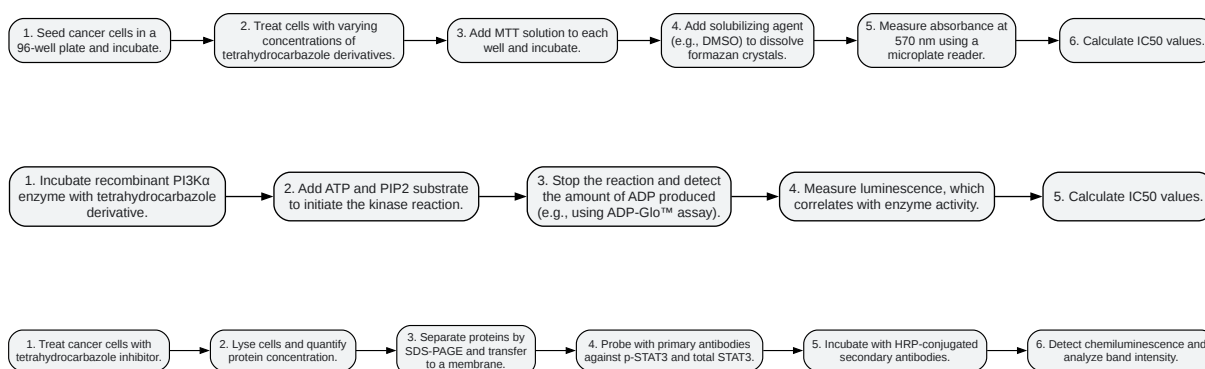 1. Seed cancer cells in a
96-well plate and incubate.
2. Treat cells with varying
concentrations of
tetrahydrocarbazole derivatives.
3. Add MTT solution to each
well and incubate.
4. Add solubilizing agent
(e.g., DMSO) to dissolve
formazan crystals.
5. Measure absorbance at
570 nm using a
microplate reader.
6. Calculate IC50 values.
1. Incubate recombinant PI3Kα
enzyme with tetrahydrocarbazole
derivative.
2. Add ATP and PIP2 substrate
to initiate the kinase reaction.
3. Stop the reaction and detect
the amount of ADP produced
(e.g., using ADP-Glo™ assay).
4. Measure luminescence, which
correlates with enzyme activity.
5. Calculate IC50 values.
1. Treat cancer cells with
tetrahydrocarbazole inhibitor.
2. Lyse cells and quantify
protein concentration.
3. Separate proteins by
SDS-PAGE and transfer
to a membrane.
4. Probe with primary antibodies
against p-STAT3 and total STAT3.
5. Incubate with HRP-conjugated
secondary antibodies.
6. Detect chemiluminescence and
analyze band intensity.